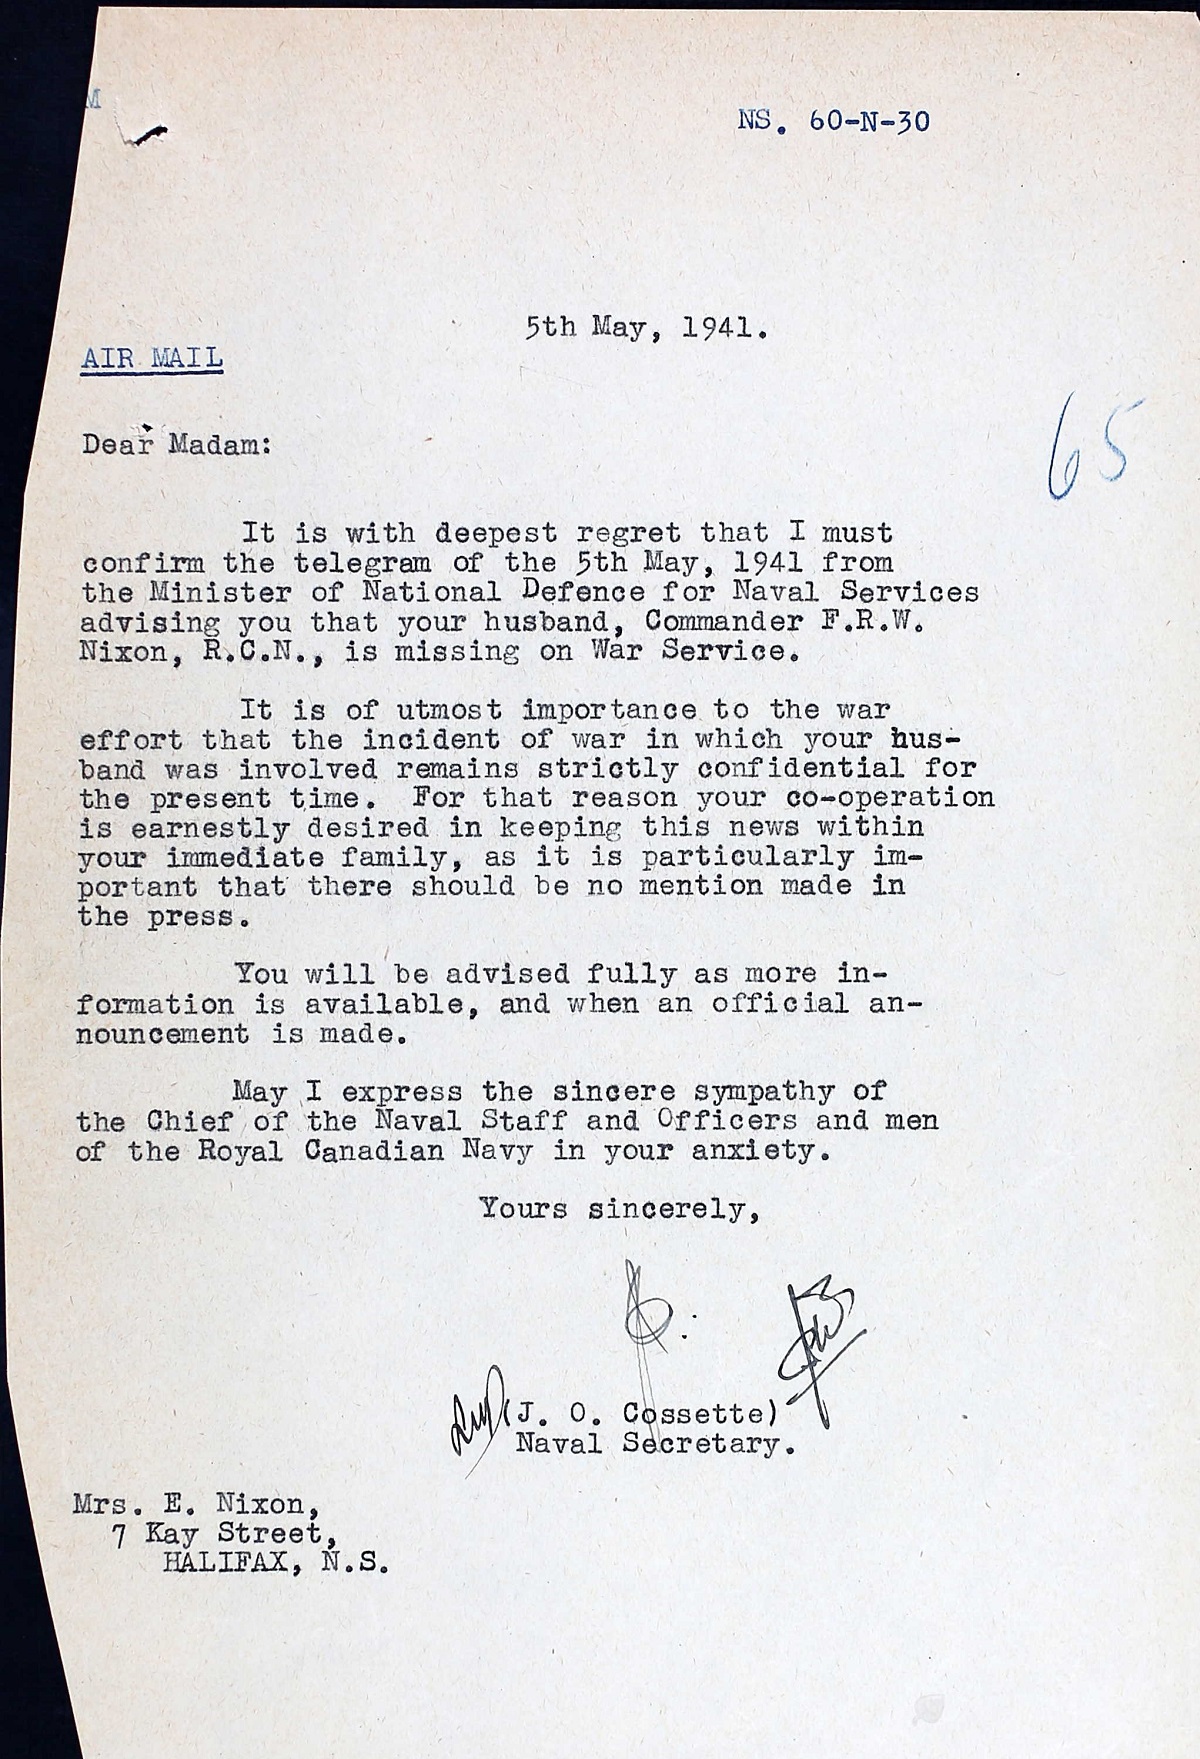 M
NS. 60-N-30
5th May, 1941.
AIR MAIL
65
Dear Madam:
It is with deepest regret that I must
confirm the telegram of the 5th May, 1941 from
the Minister of National Defence for Naval Services
advising you that your husband, Commander F.R.W.
Nixon, R.C.N., is missing on War Service.
It is of utmost importance to the war
effort that the incident of war in which your hus-
band was involved remains strictly confidential for
the present time. For that reason your co-operation
is earnestly desired in keeping this news within
your immediate family, as it is particularly im-
portant that there should be no mention made in
the press.
You will be advised fully as more in-
formation is available, and when an official an-
nouncement is made.
May I express the sincere sympathy of
the Chief of the Naval Staff and Officers and men
of the Royal Canadian Navy in your anxiety.
Yours sincerely,
(J. O. Cossette)
Naval Secretary.
Mrs. E. Nixon,
7 Kay Street,
HALIFAX, N.S.